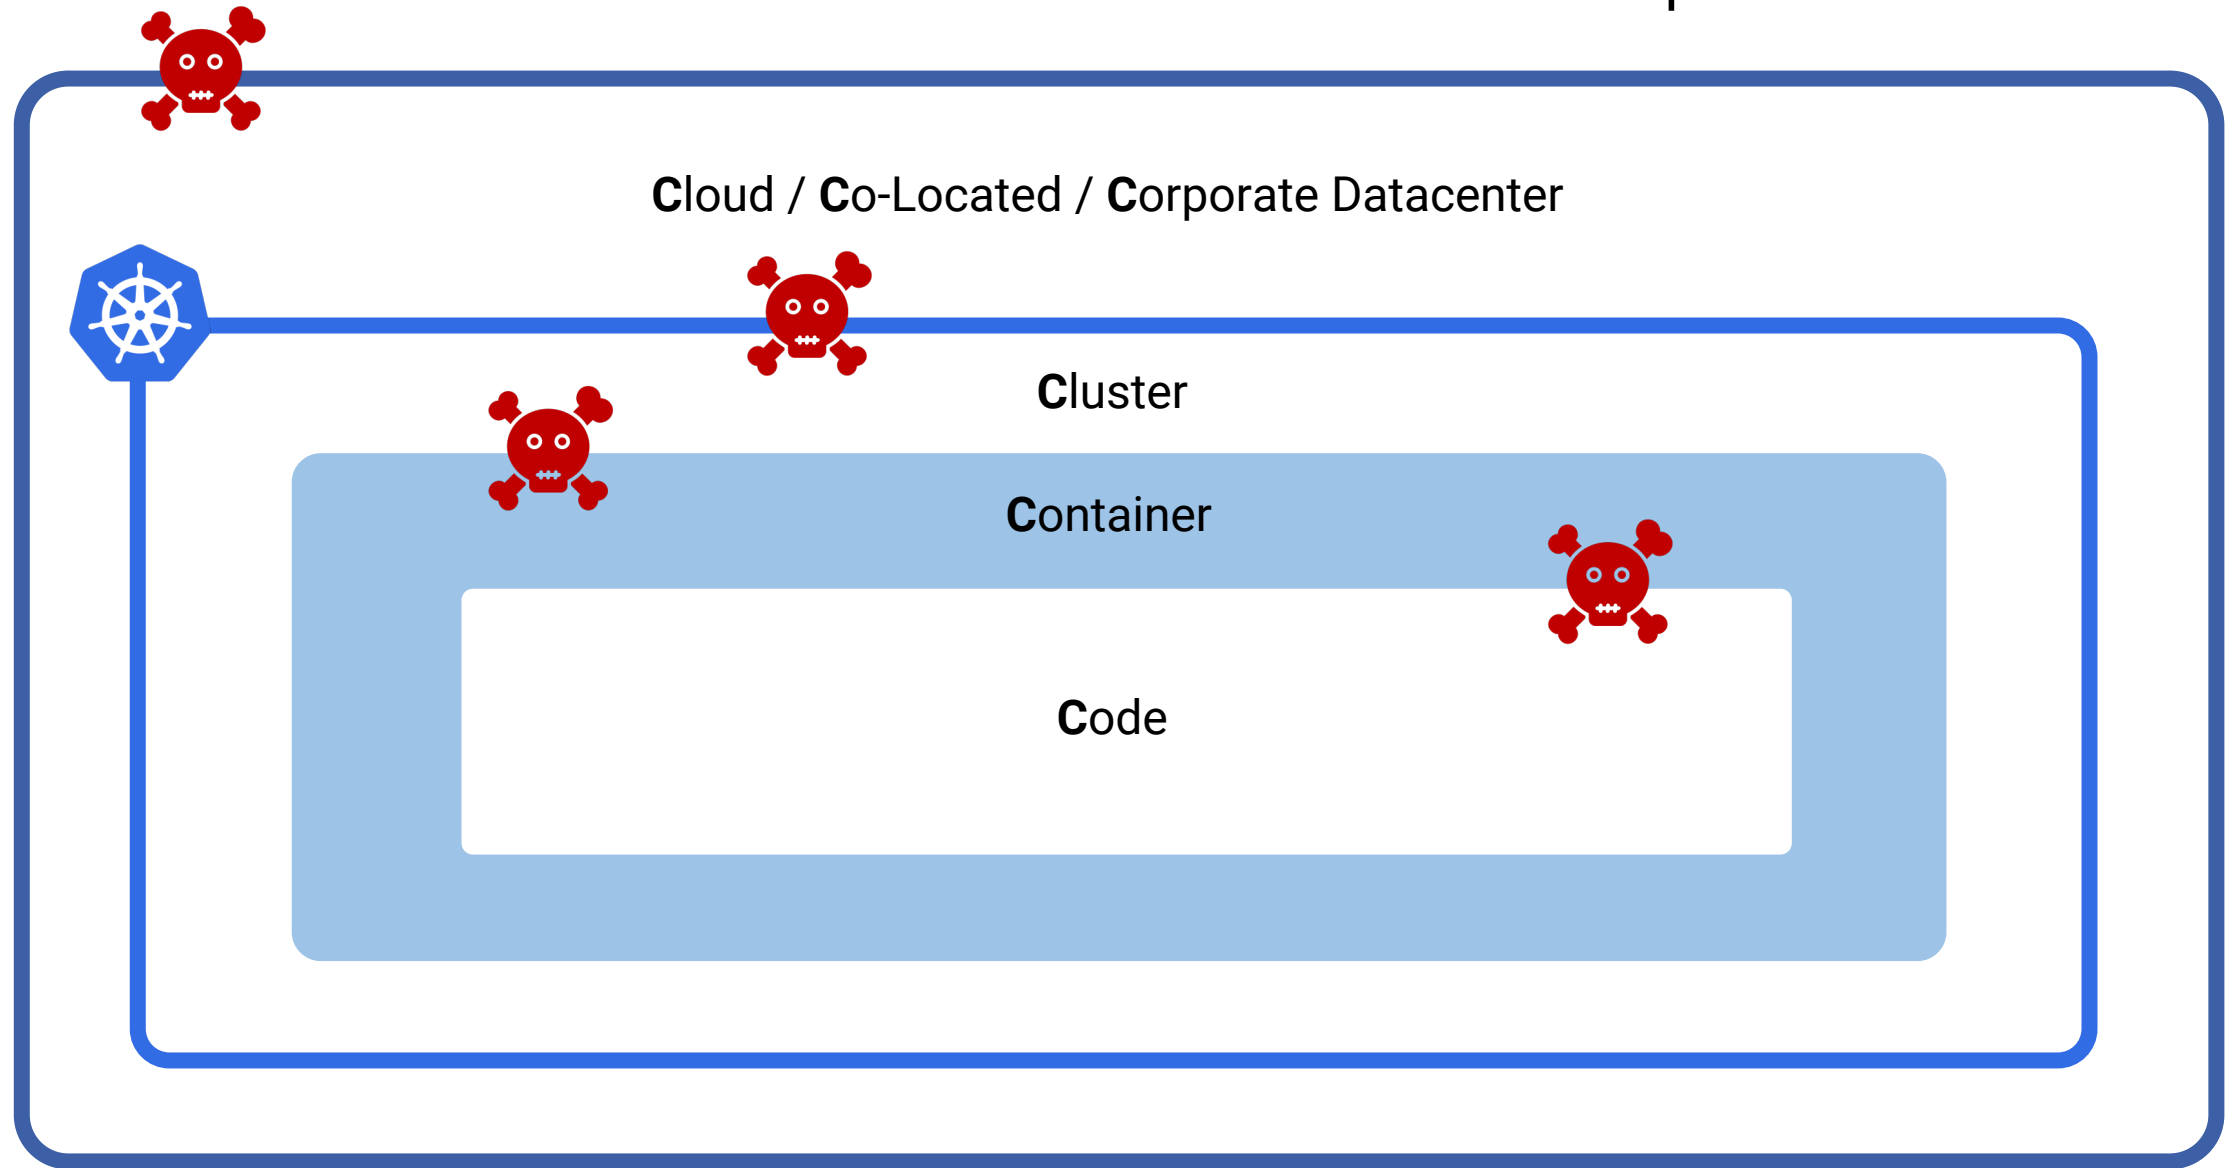 Cloud / Co-Located / Corporate Datacenter
Cluster
Container
Code